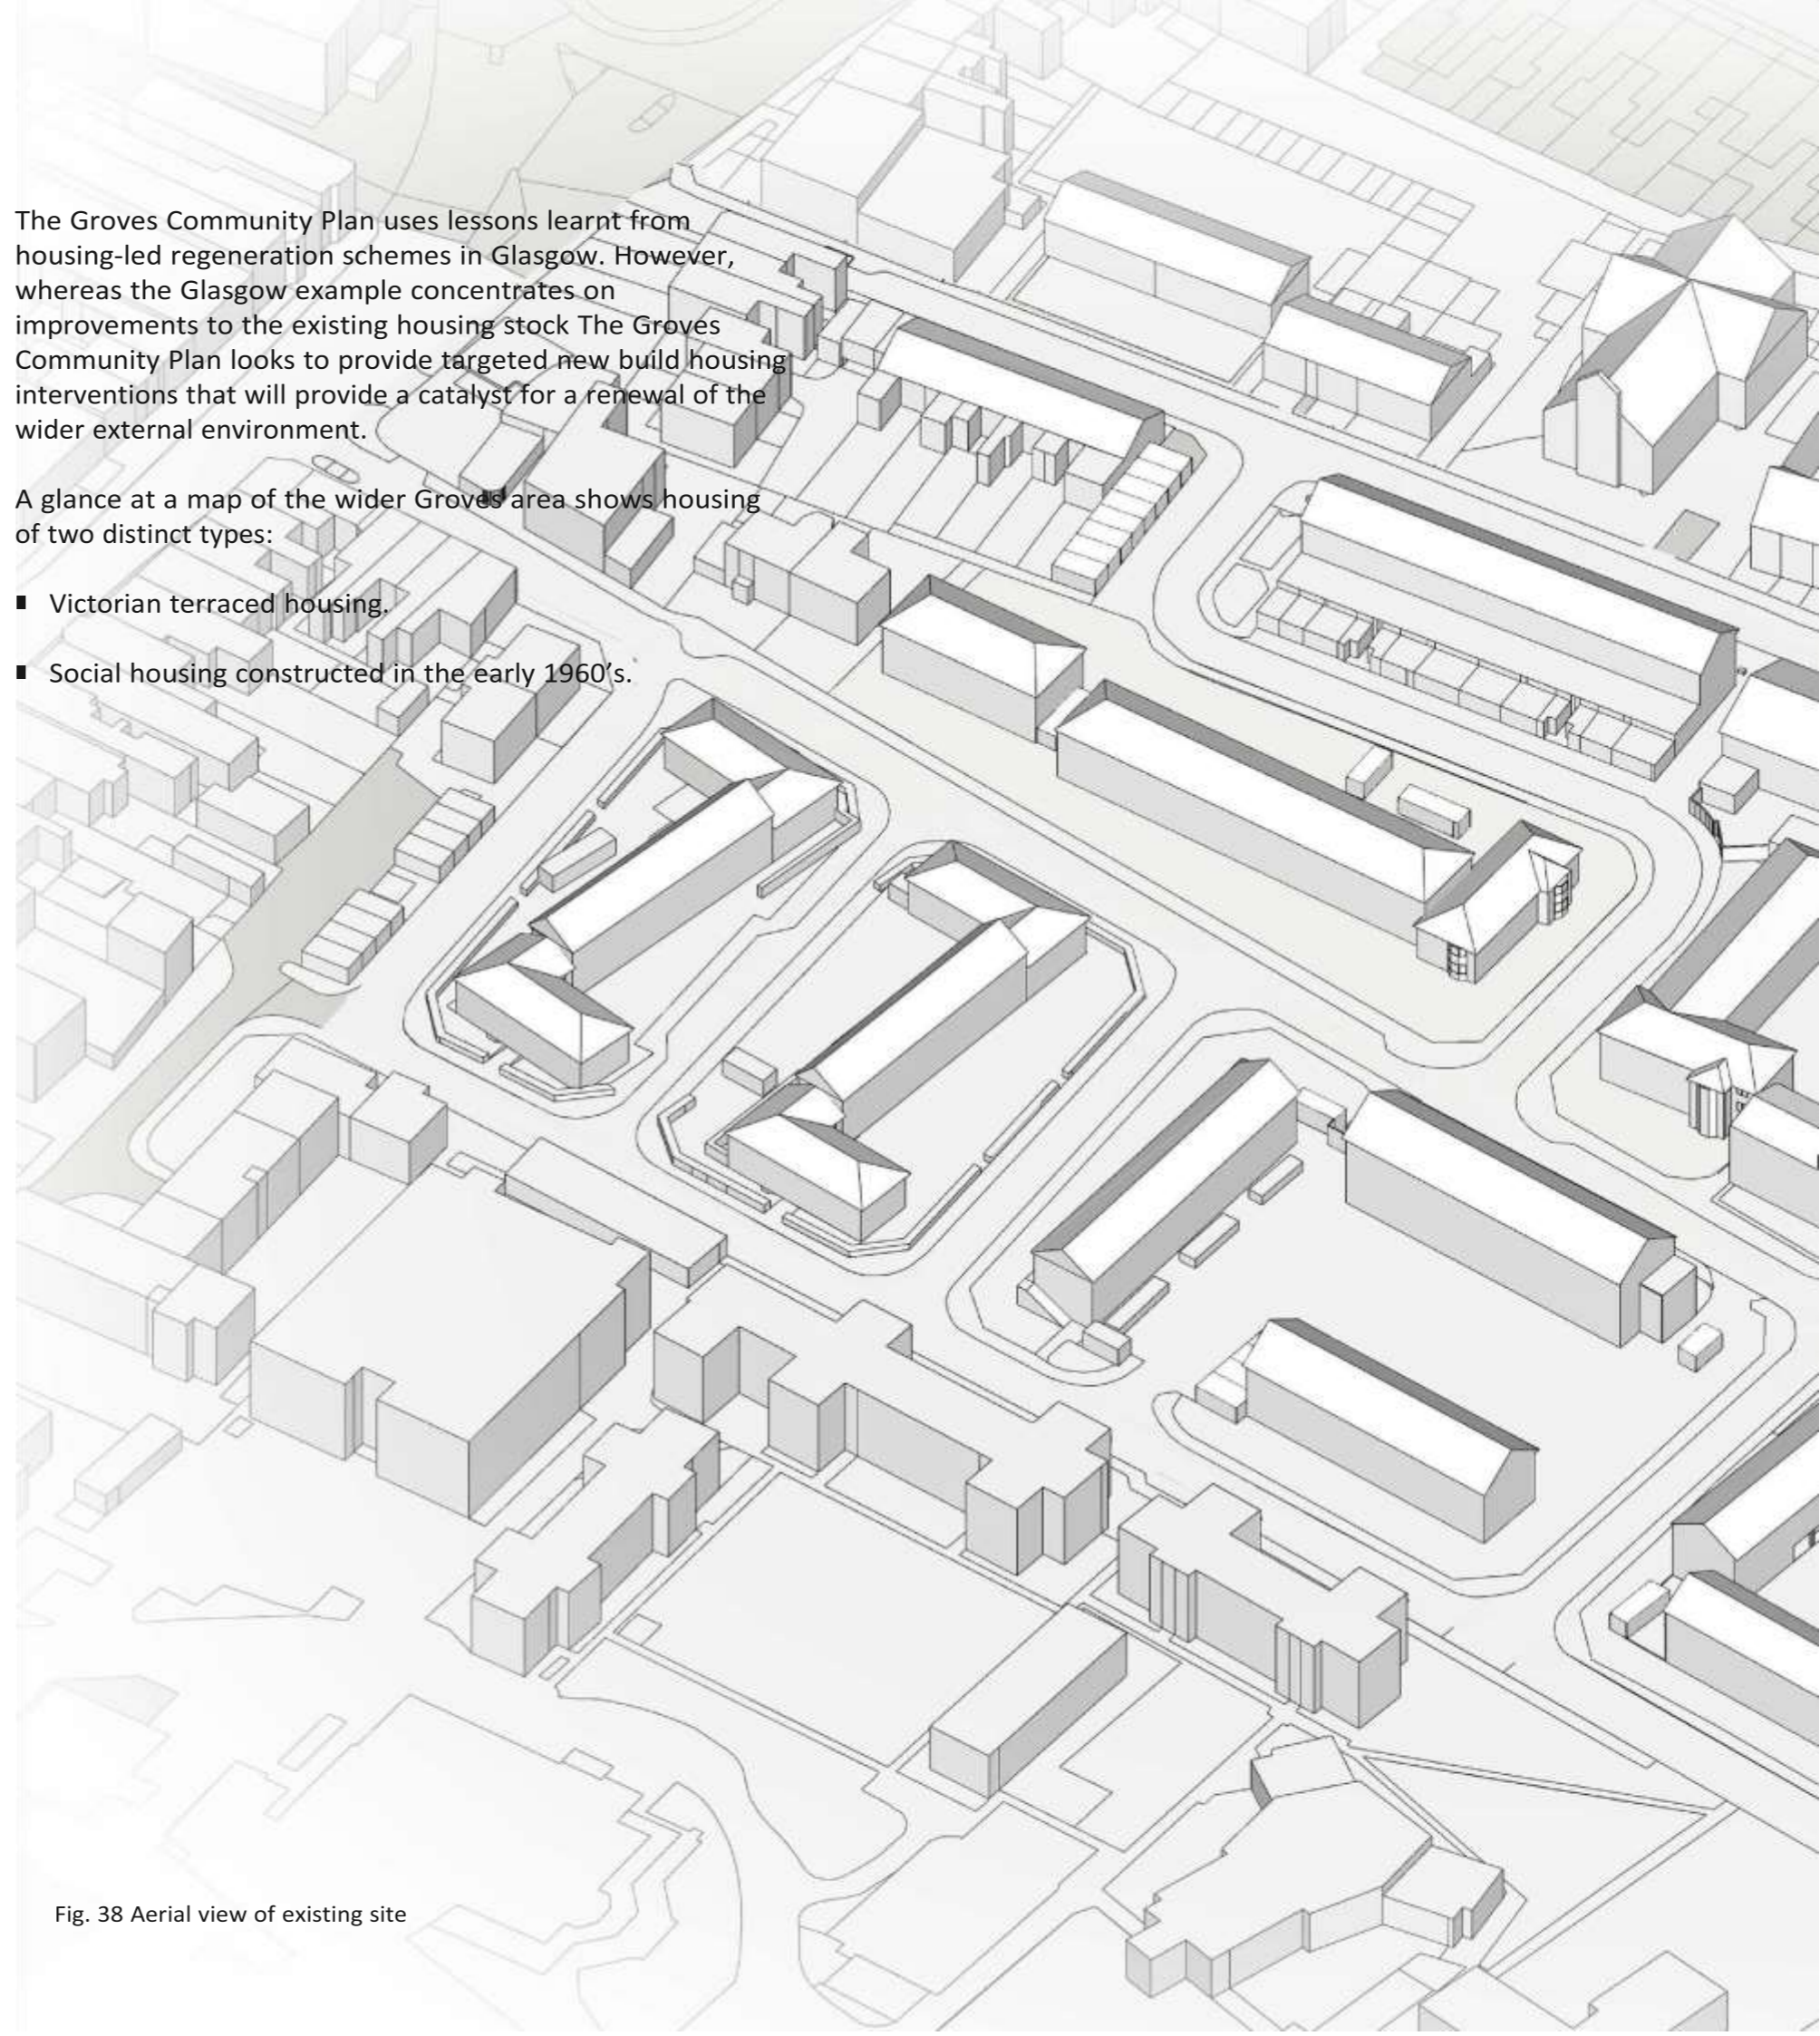 The Groves Community Plan uses lessons learnt from
housing-led regeneration schemes in Glasgow. However,
whereas the Glasgow example concentrates on
improvements to the existing housing stock The Groves
Community Plan looks to provide targeted new build housing
interventions that will provide a catalyst for a renewal of the
wider external environment.
A glance at a map of the wider Groves area shows housing
of two distinct types:
▪ Victorian terraced housing.
▪ Social housing constructed in the early 1960’s.
Fig. 38 Aerial view of existing site